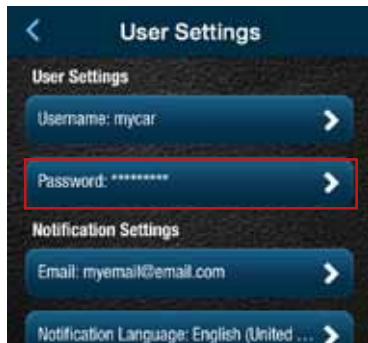 User Settings
User Settings
Username: mycar
Password: *********
Notification Settings
Email: myemail@email.com
Notification Language: English (United ...